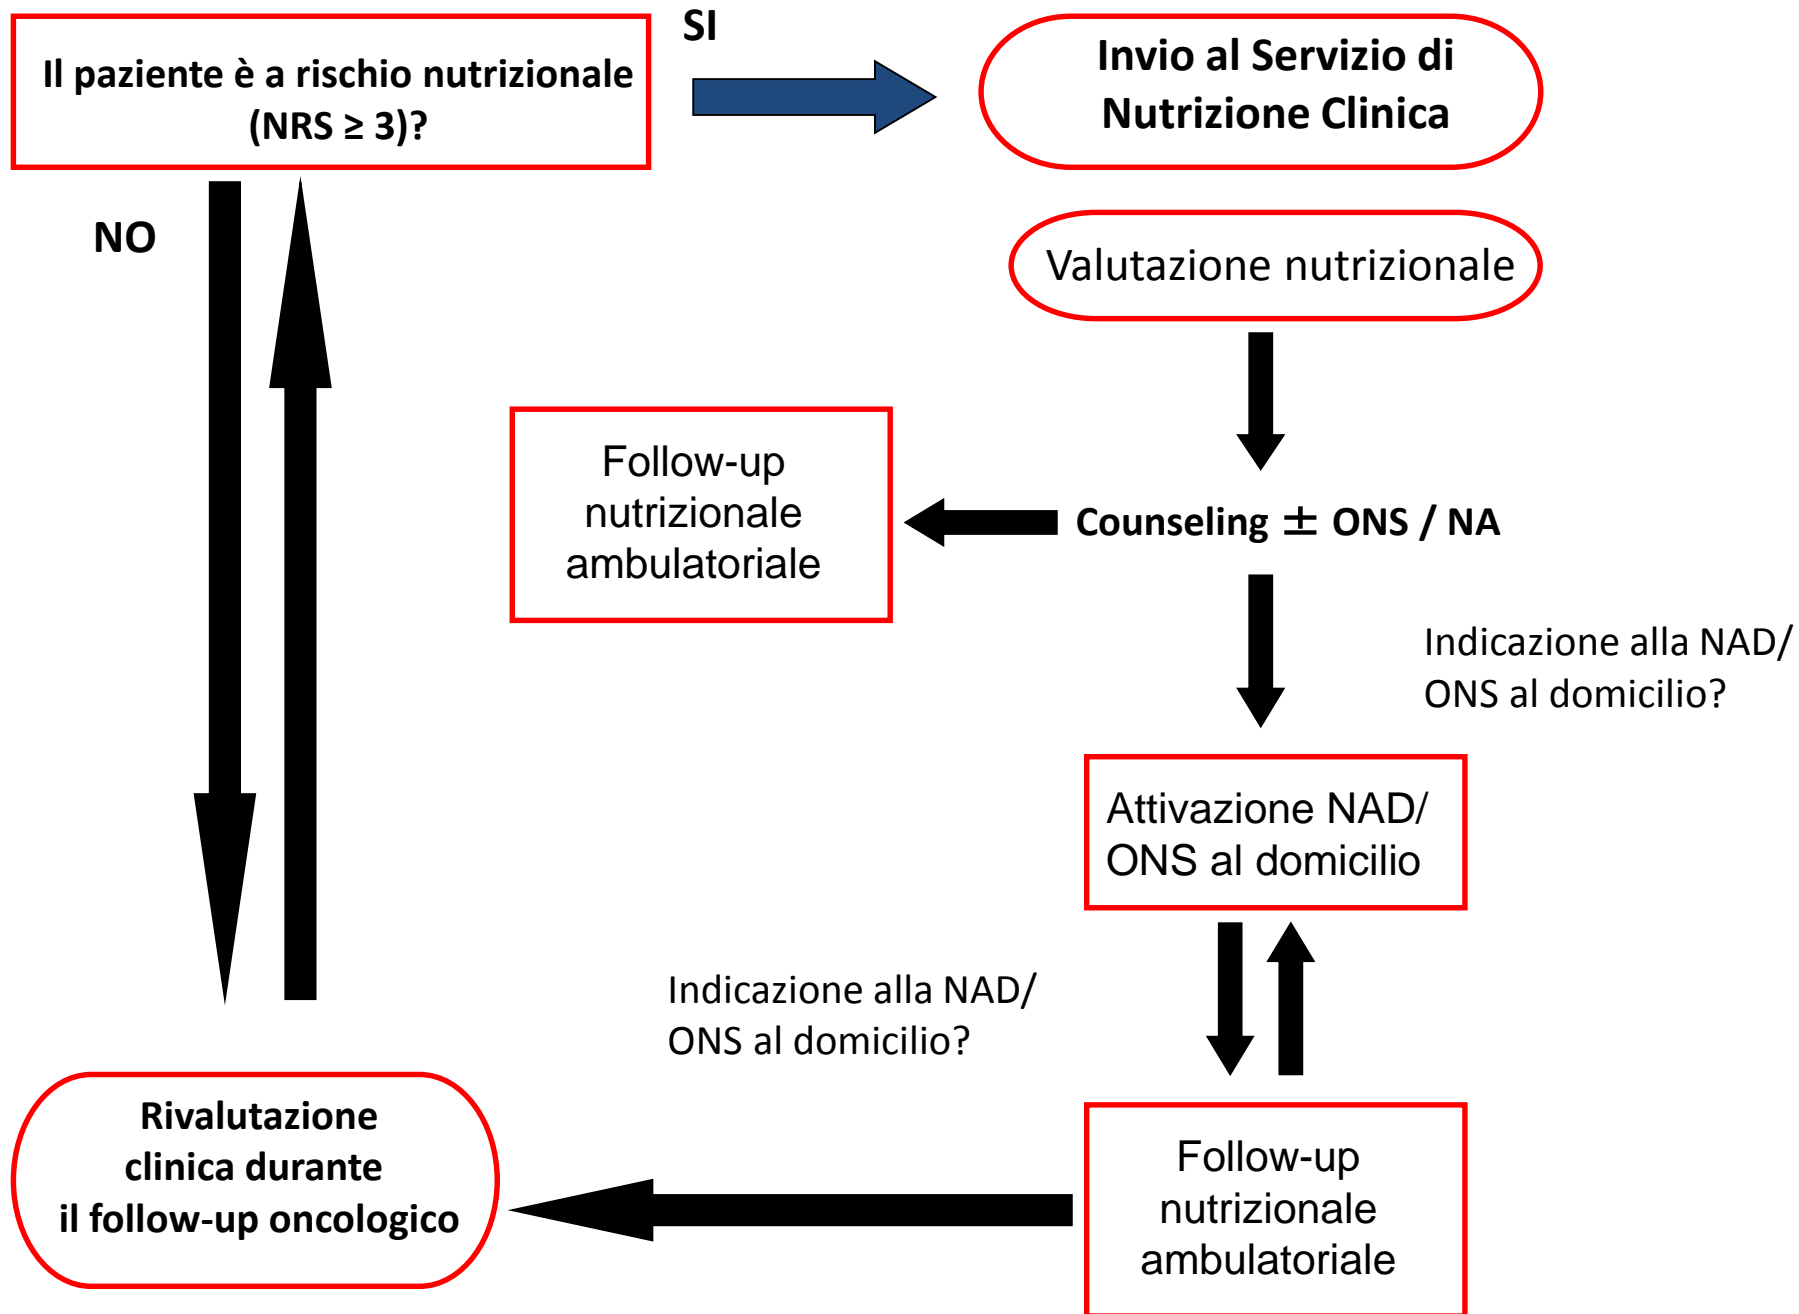 Il paziente è a rischio nutrizionale
(NRS ≥ 3)?
SI
Invio al Servizio di
Nutrizione Clinica
NO
Valutazione nutrizionale
Follow-up
nutrizionale
ambulatoriale
Counseling ± ONS / NA
Indicazione alla NAD/
ONS al domicilio?
Attivazione NAD/
ONS al domicilio
Indicazione alla NAD/
ONS al domicilio?
Rivalutazione
clinica durante
il follow-up oncologico
Follow-up
nutrizionale
ambulatoriale